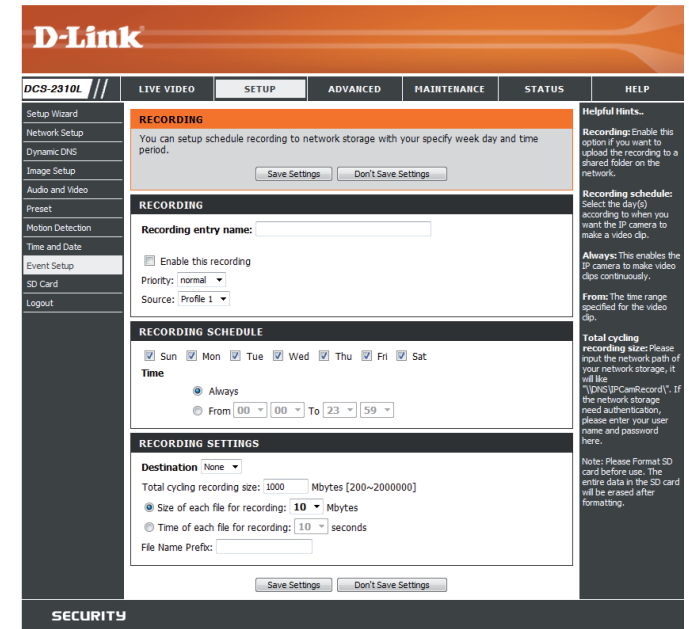 D-Link
DCS-2310L // LIVE VIDEO SETUP ADVANCED MAINTENANCE STATUS HELP
Setup Wizard
Network Setup
Dynamic DNS
Image Setup
Audio and Video
Preset
Motion Detection
Time and Date
Event Setup
SD Card
Logout
RECORDING
You can setup schedule recording to network storage with your specify week day and time
period.
Save Settings Don't Save Settings
RECORDING
Recording entry name:
Enable this recording
Priority: normal
Source: Profile 1
RECORDING SCHEDULE
Sun Mon Tue Wed Thu Fri Sat
Time
Always
From 00 00 To 23 59
RECORDING SETTINGS
Destination None
Total cycling recording size: 1000 Mbytes [200~2000000]
Size of each file for recording: 10 Mbytes
Time of each file for recording: 10 seconds
File Name Prefix:
Save Settings Don't Save Settings
Helpful Hints..
Recording: Enable this
option if you want to
upload the recording to a
shared folder on the
network.
Recording schedule:
Select the day(s)
according to when you
want the IP camera to
make a video clip.
Always: This enables the
IP camera to make video
clips continuously.
From: The time range
specified for the video
clip.
Total cycling
recording size: Please
input the network path of
your network storage, it
will like
"\\DNS\IPCamRecord\". If
the network storage
need authentication,
please enter your user
name and password
here.
Note: Please Format SD
card before use. The
entire data in the SD card
will be erased after
formatting.
SECURITY